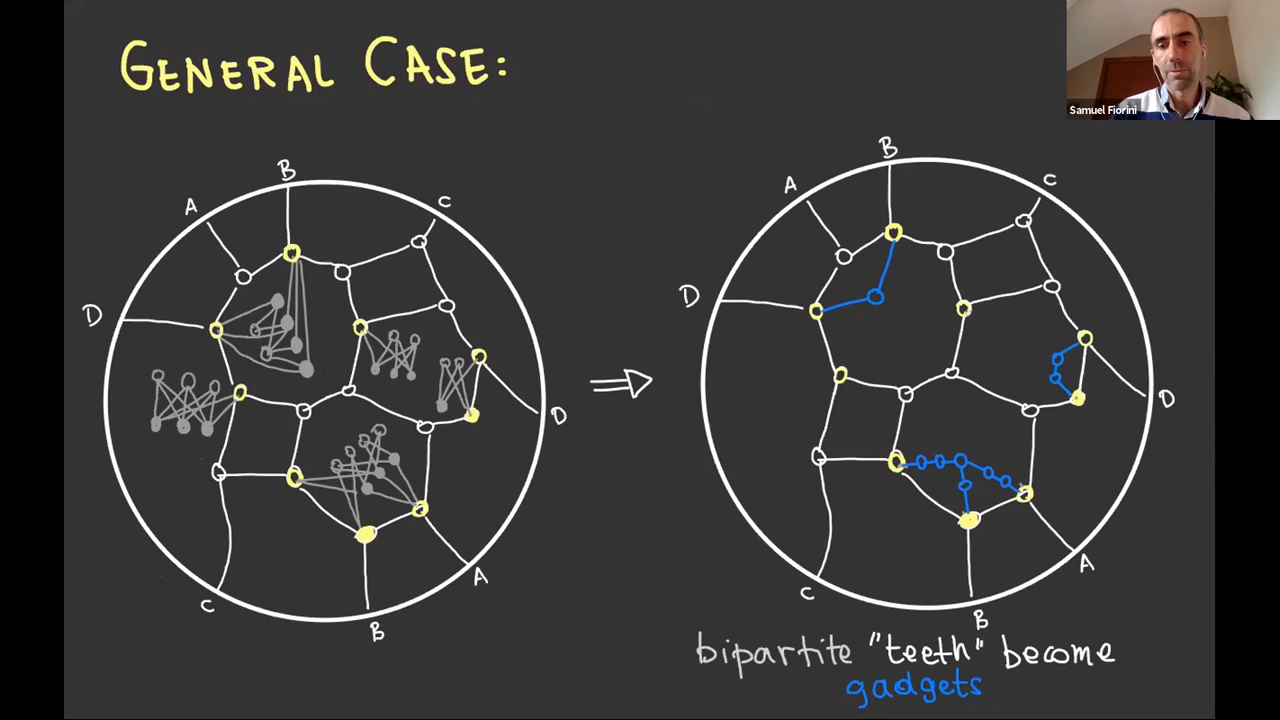 GENERAL CASE:
Samuel Fiorini
B
A
C
D
D
C
A
B
B
A
C
D
D
C
A
B
bipartite "teeth" become
gadgets